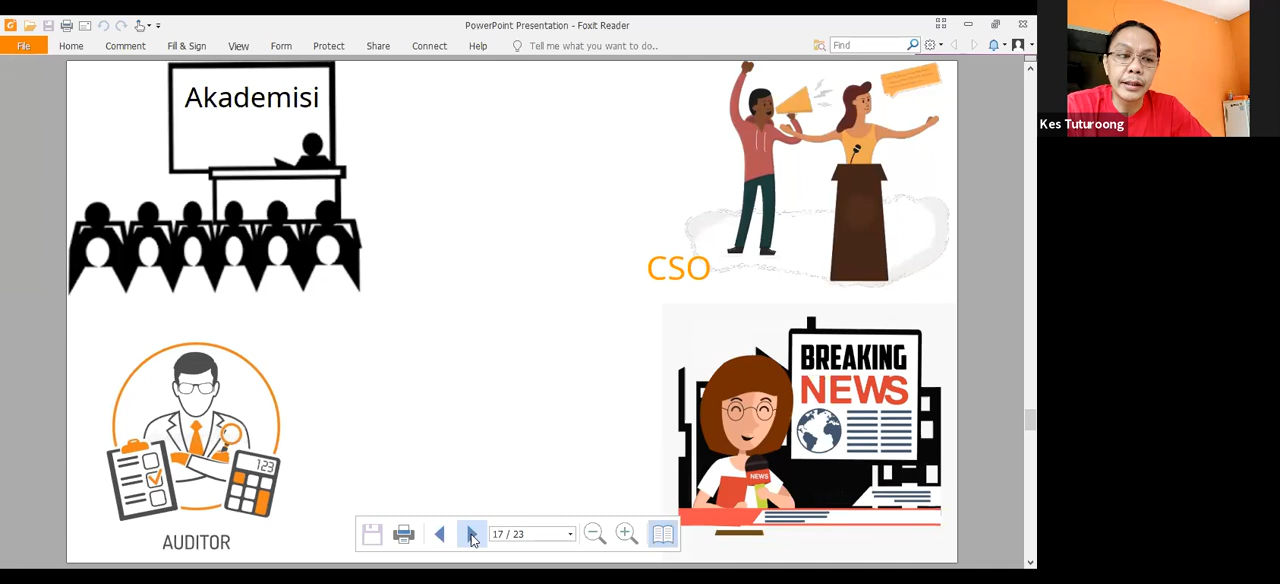 PowerPoint Presentation - Foxit Reader
File Home Comment Fill & Sign View Form Protect Share Connect Help Tell me what you want to do.. Find
Kes Tuturoong
Akademisi
CSO
BREAKING
NEWS
NEWS
123
AUDITOR
17 / 23